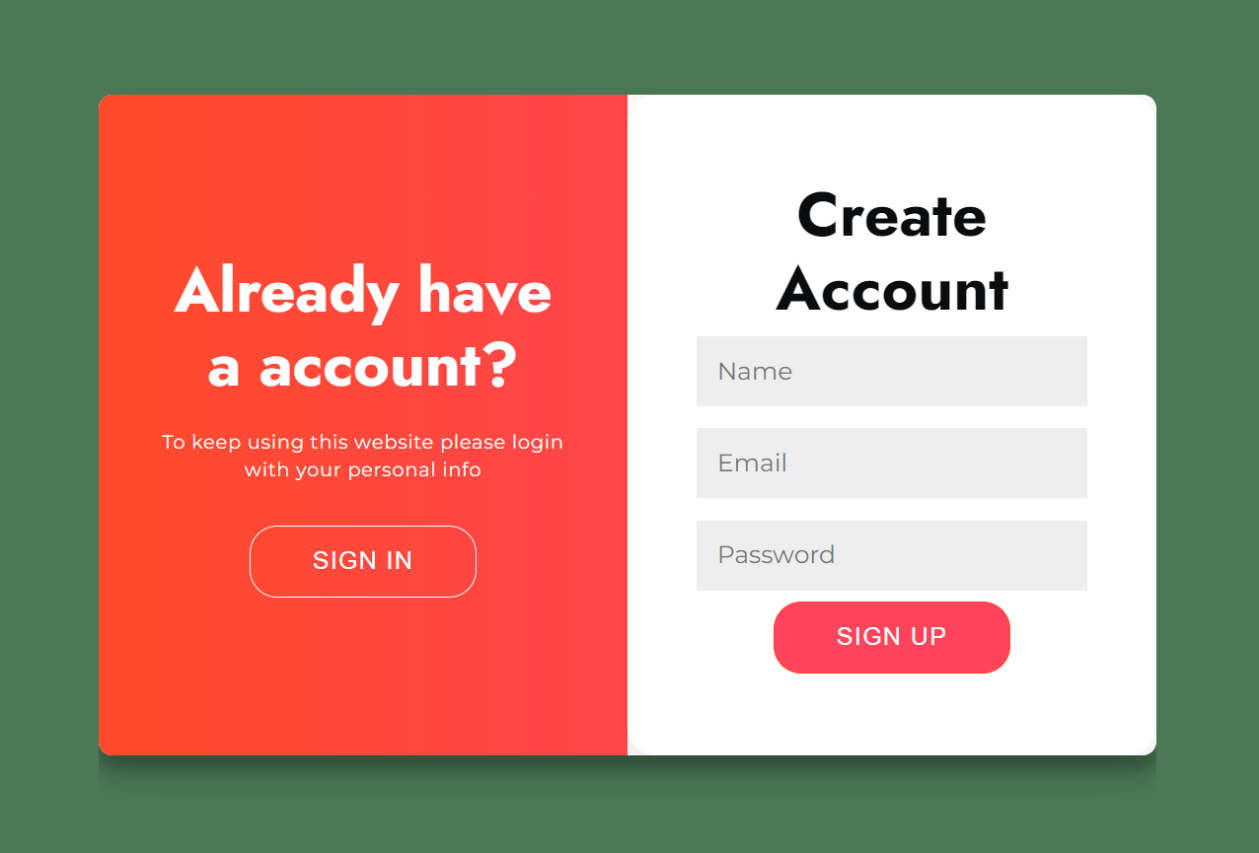 Already have
a account?
To keep using this website please login
with your personal info
SIGN IN
Create
Account
Name
Email
Password
SIGN UP